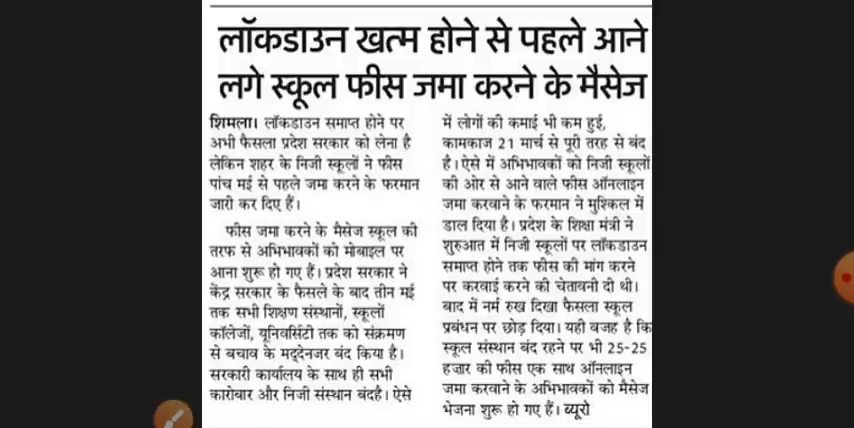 लॉकडाउन खत्म होने से पहले आने
लगे स्कूल फीस जमा करने के मैसेज
शिमला। लॉकडाउन समाप्त होने पर
अभी फैसला प्रदेश सरकार को लेना है
लेकिन शहर के निजी स्कूलों ने फीस
पांच मई से पहले जमा करने के फरमान
जारी कर दिए हैं।
फीस जमा करने के मैसेज स्कूल की
तरफ से अभिभावकों को मोबाइल पर
आना शुरू हो गए हैं। प्रदेश सरकार ने
केंद्र सरकार के फैसले के बाद तीन मई
तक सभी शिक्षण संस्थानों, स्कूलों
कॉलेजों, यूनिवर्सिटी तक को संक्रमण
से बचाव के मद्देनजर बंद किया है।
सरकारी कार्यालय के साथ ही सभी
कारोबार और निजी संस्थान बंदहै। ऐसे
में लोगों की कमाई भी कम हुई,
कामकाज 21 मार्च से पूरी तरह से बंद
है। ऐसे में अभिभावकों को निजी स्कूलों
की ओर से आने वाले फीस ऑनलाइन
जमा करवाने के फरमान ने मुश्किल में
डाल दिया है। प्रदेश के शिक्षा मंत्री ने
शुरुआत में निजी स्कूलों पर लॉकडाउन
समाप्त होने तक फीस की मांग करने
पर करवाई करने की चेतावनी दी थी।
बाद में नर्म रुख दिखा फैसला स्कूल
प्रबंधन पर छोड़ दिया। यही वजह है कि
स्कूल संस्थान बंद रहने पर भी 25-25
हजार की फीस एक साथ ऑनलाइन
जमा करवाने के अभिभावकों को मैसेज
भेजना शुरू हो गए हैं। ब्यूरो